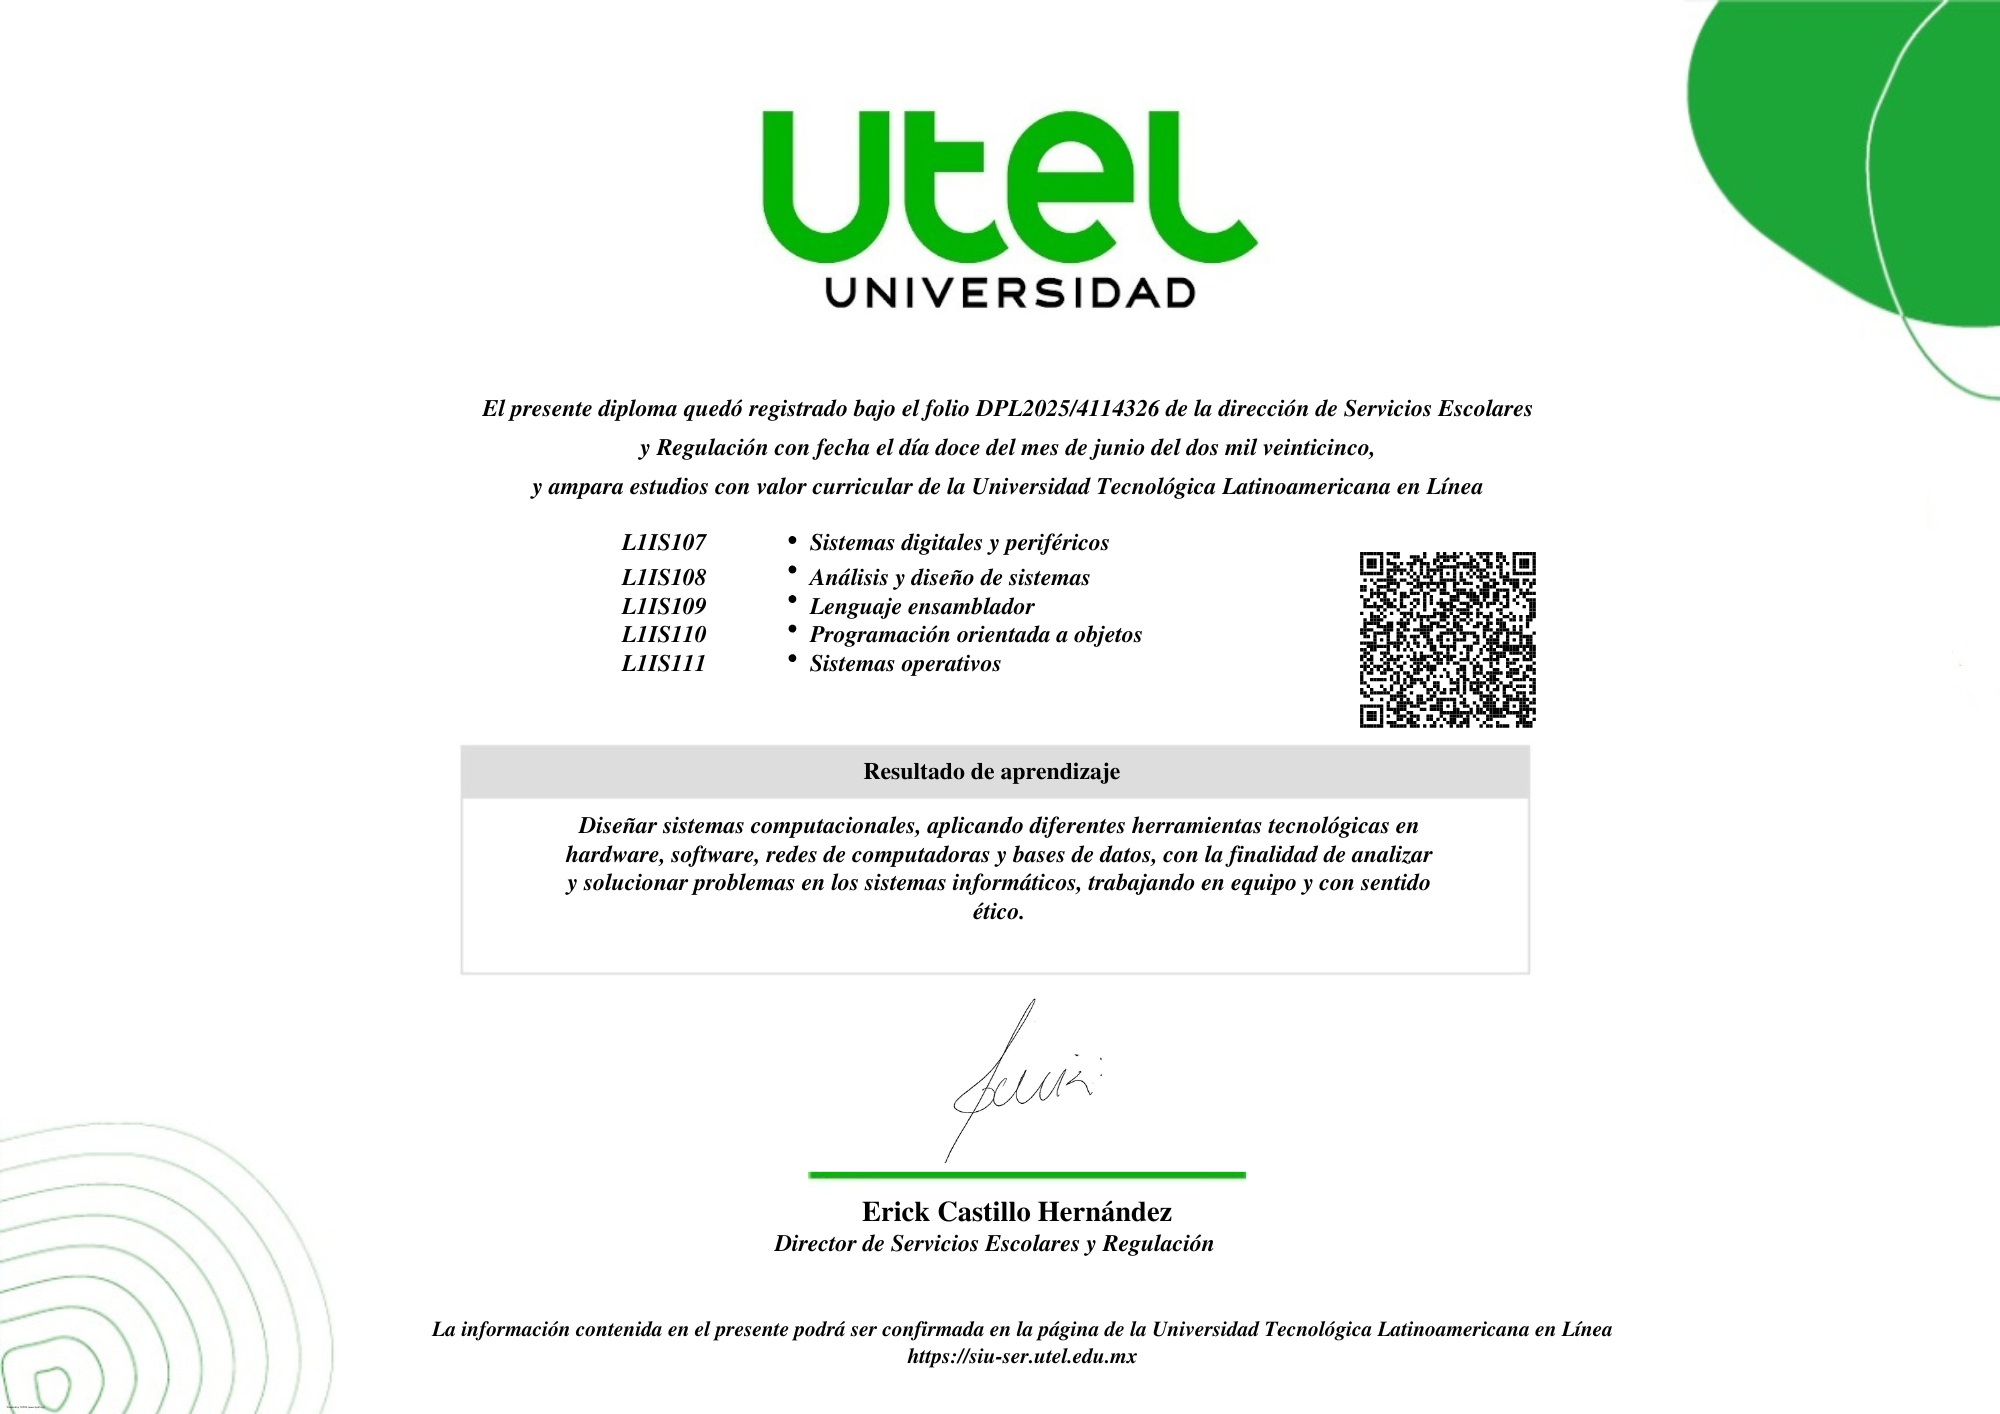 utel
UNIVERSIDAD
El presente diploma quedó registrado bajo el folio DPL2025/4114326 de la dirección de Servicios Escolares
y Regulación con fecha el día doce del mes de junio del dos mil veinticinco,
y ampara estudios con valor curricular de la Universidad Tecnológica Latinoamericana en Línea
L1IS107 • Sistemas digitales y periféricos
L1IS108 • Análisis y diseño de sistemas
L1IS109 • Lenguaje ensamblador
L1IS110 • Programación orientada a objetos
L1IS111 • Sistemas operativos
Resultado de aprendizaje
Diseñar sistemas computacionales, aplicando diferentes herramientas tecnológicas en
hardware, software, redes de computadoras y bases de datos, con la finalidad de analizar
y solucionar problemas en los sistemas informáticos, trabajando en equipo y con sentido
ético.
Erick Castillo Hernández
Director de Servicios Escolares y Regulación
La información contenida en el presente podrá ser confirmada en la página de la Universidad Tecnológica Latinoamericana en Línea
https://siu-ser.utel.edu.mx